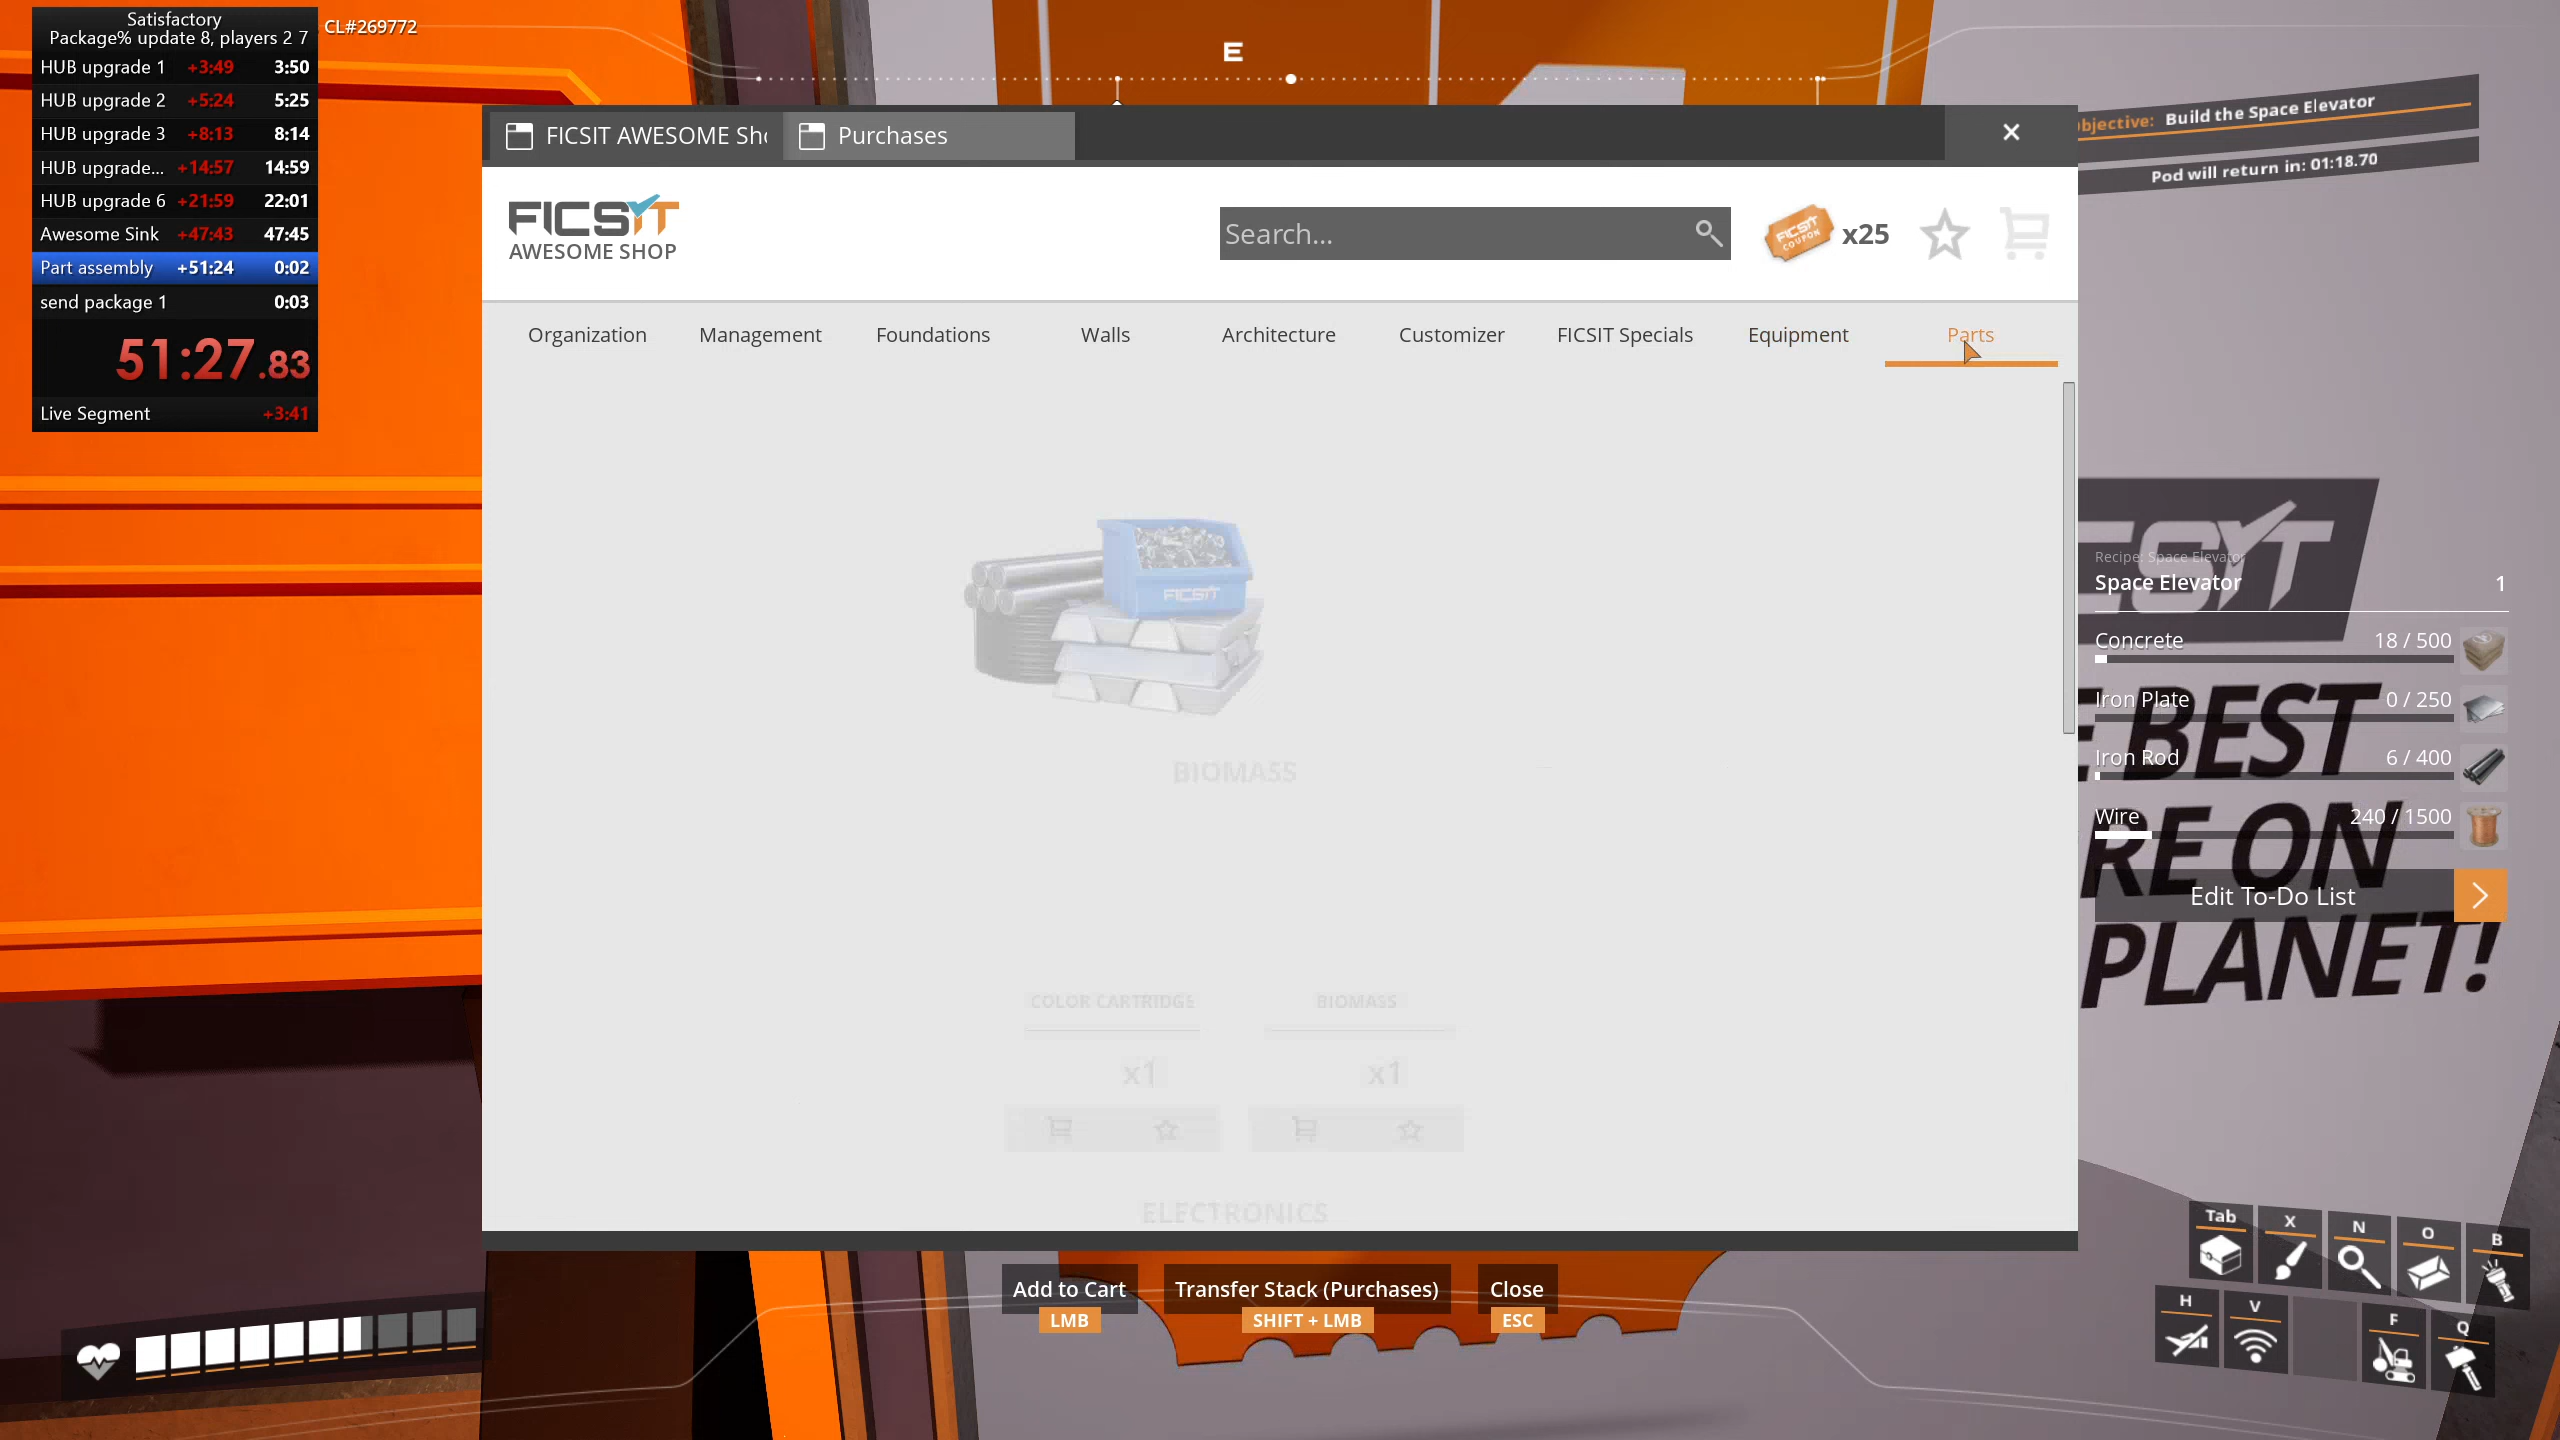 Satisfactory
Package% update 8, players 2 7
CL#269772
HUB upgrade 1 +3:49 3:50
HUB upgrade 2 +5:24 5:25
HUB upgrade 3 +8:13 8:14
HUB upgrade... +14:57 14:59
HUB upgrade 6 +21:59 22:01
Awesome Sink +47:43 47:45
Part assembly +51:24 0:02
send package 1 0:03
51:27.83
Live Segment +3:41
E
FICSIT AWESOME Sho
Purchases
FICSIT
AWESOME SHOP
Search...
FICSIT
COUPON
x25
Organization
Management
Foundations
Walls
Architecture
Customizer
FICSIT Specials
Equipment
Parts
FICSIT
BIOMASS
COLOR CARTRIDGE
BIOMASS
x1
x1
ELECTRONICS
Objective: Build the Space Elevator
Pod will return in: 01:18.70
Recipe: Space Elevator
Space Elevator 1
Concrete 18 / 500
Iron Plate 0 / 250
Iron Rod 6 / 400
Wire 240 / 1500
Edit To-Do List
BEST
RE ON
PLANET!
Add to Cart
LMB
Transfer Stack (Purchases)
SHIFT + LMB
Close
ESC
Tab
X
N
O
B
H
V
F
Q